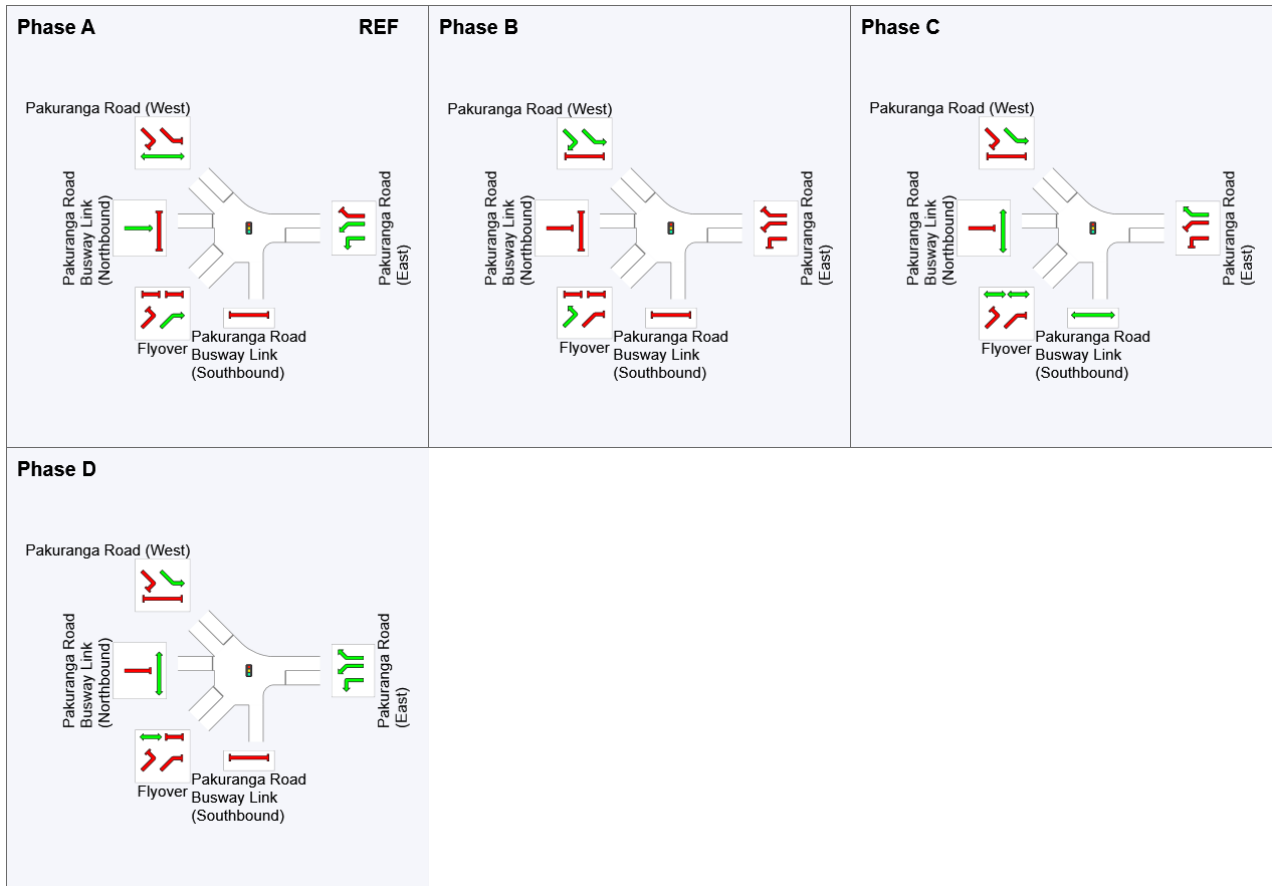 Phase A
REF
Pakuranga Road (West)
Pakuranga Road
Busway Link
(Northbound)
Pakuranga Road
(East)
Flyover
Pakuranga Road
Busway Link
(Southbound)
Phase B
Pakuranga Road (West)
Pakuranga Road
Busway Link
(Northbound)
Pakuranga Road
(East)
Flyover
Pakuranga Road
Busway Link
(Southbound)
Phase C
Pakuranga Road (West)
Pakuranga Road
Busway Link
(Northbound)
Pakuranga Road
(East)
Flyover
Pakuranga Road
Busway Link
(Southbound)
Phase D
Pakuranga Road (West)
Pakuranga Road
Busway Link
(Northbound)
Pakuranga Road
(East)
Flyover
Pakuranga Road
Busway Link
(Southbound)